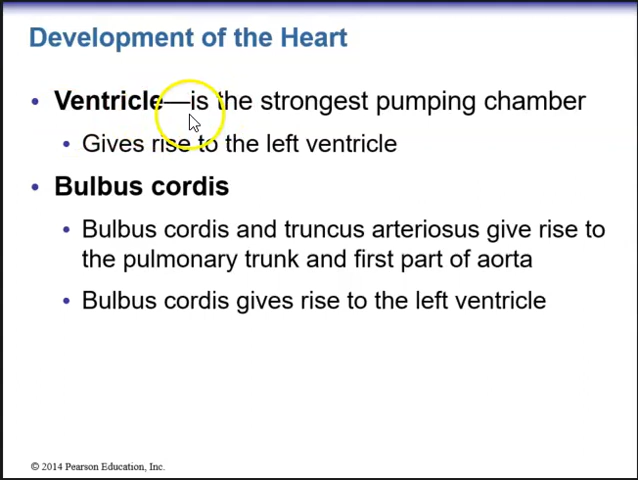 Development of the Heart
• Ventricle—is the strongest pumping chamber
• Gives rise to the left ventricle
• Bulbus cordis
• Bulbus cordis and truncus arteriosus give rise to
the pulmonary trunk and first part of aorta
• Bulbus cordis gives rise to the left ventricle
© 2014 Pearson Education, Inc.